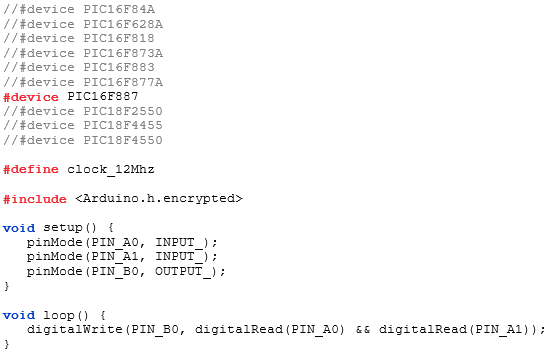 //#device PIC16F84A
//#device PIC16F628A
//#device PIC16F818
//#device PIC16F873A
//#device PIC16F883
//#device PIC16F877A
#device PIC16F887
//#device PIC18F2550
//#device PIC18F4455
//#device PIC18F4550

#define clock_12Mhz

#include <Arduino.h.encrypted>

void setup() {
   pinMode(PIN_A0, INPUT_);
   pinMode(PIN_A1, INPUT_);
   pinMode(PIN_B0, OUTPUT_);
}

void loop() {
   digitalWrite(PIN_B0, digitalRead(PIN_A0) && digitalRead(PIN_A1));
}